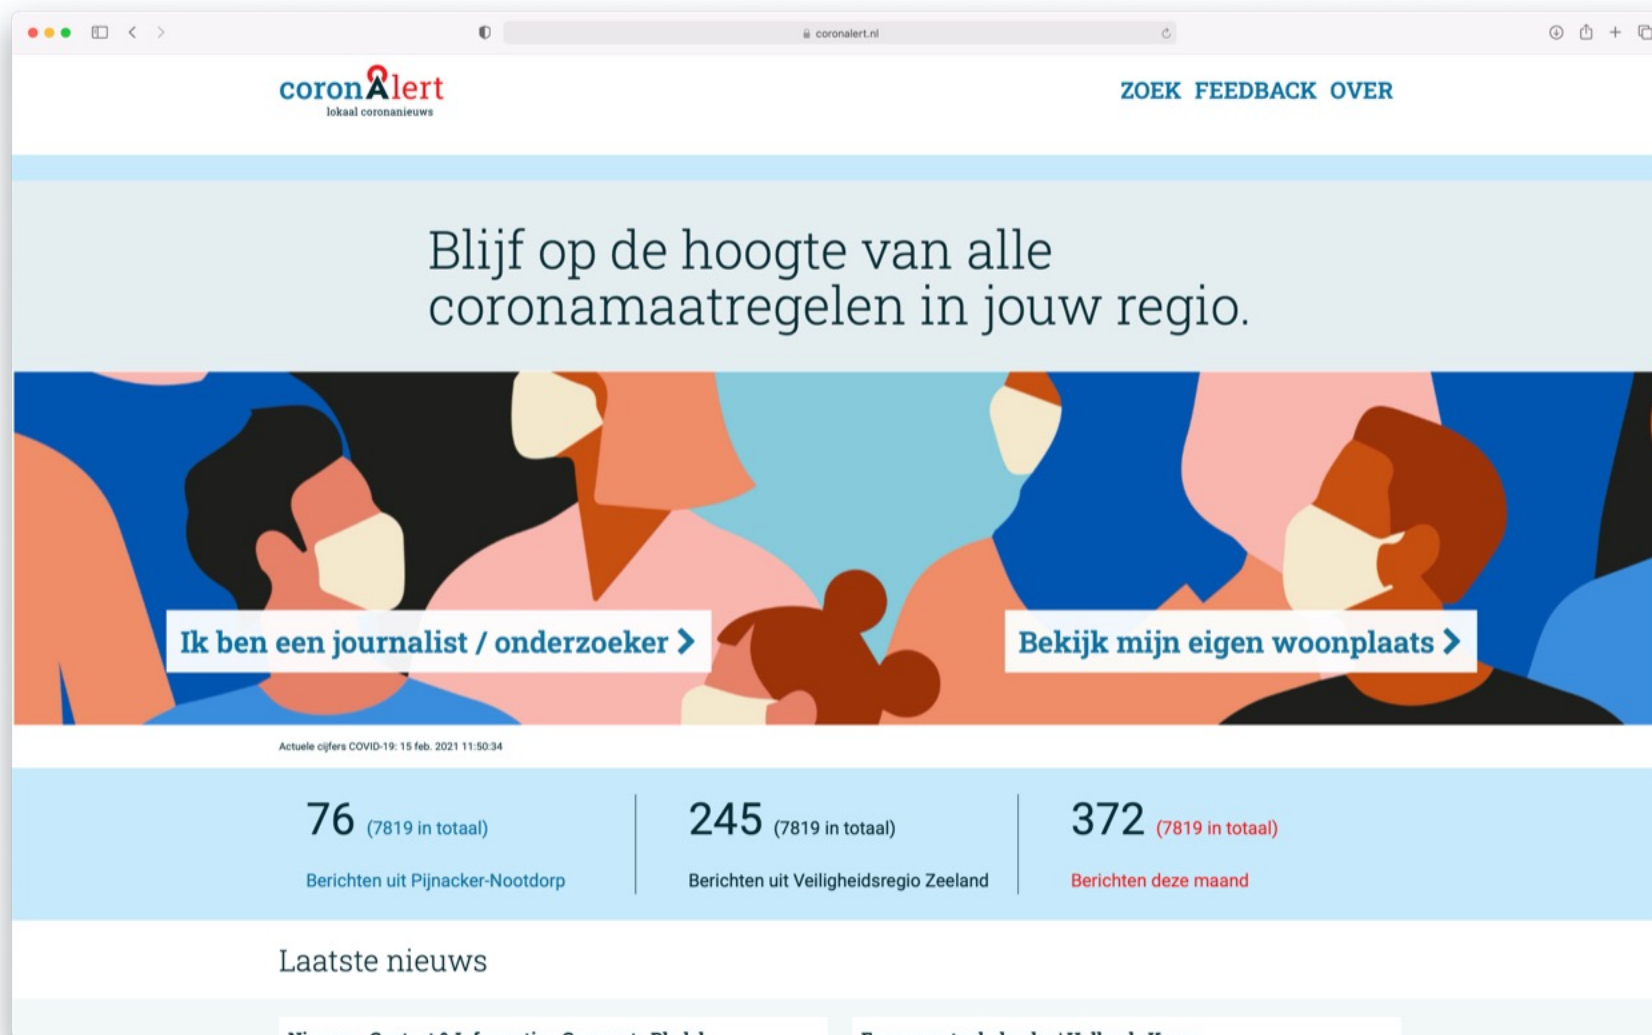 coronalert.nl
coronAlert
lokaal coronanieuws
ZOEK FEEDBACK OVER
Blijf op de hoogte van alle
coronamaatregelen in jouw regio.
Ik ben een journalist / onderzoeker
Bekijk mijn eigen woonplaats
Actuele cijfers COVID-19: 15 feb. 2021 11:50:34
76 (7819 in totaal)
Berichten uit Pijnacker-Nootdorp
245 (7819 in totaal)
Berichten uit Veiligheidsregio Zeeland
372 (7819 in totaal)
Berichten deze maand
Laatste nieuws